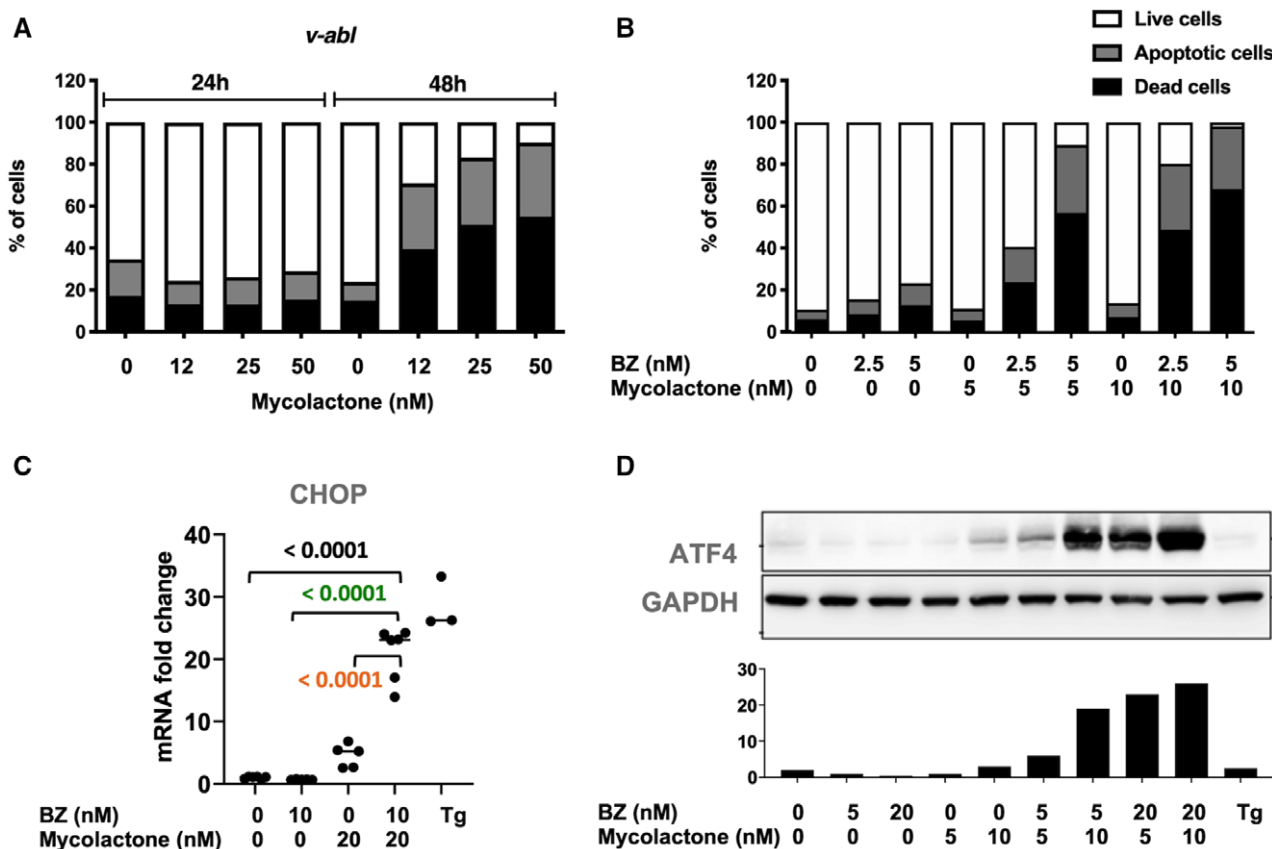 A
v-abl
24h
48h
120
100
80
60
40
20
0
% of cells
0 12 25 50 0 12 25 50
Mycolactone (nM)
B
Live cells
Apoptotic cells
Dead cells
120
100
80
60
40
20
0
% of cells
BZ (nM) 0 2.5 5 0 2.5 5 0 2.5 5
Mycolactone (nM) 0 0 0 5 5 5 10 10 10
C
CHOP
40
30
20
10
0
mRNA fold change
< 0.0001
< 0.0001
< 0.0001
BZ (nM) 0 10 0 10 Tg
Mycolactone (nM) 0 0 20 20
D
ATF4
GAPDH
30
20
10
0
BZ (nM) 0 5 20 0 0 5 5 20 20 Tg
Mycolactone (nM) 0 0 0 5 10 5 10 5 10